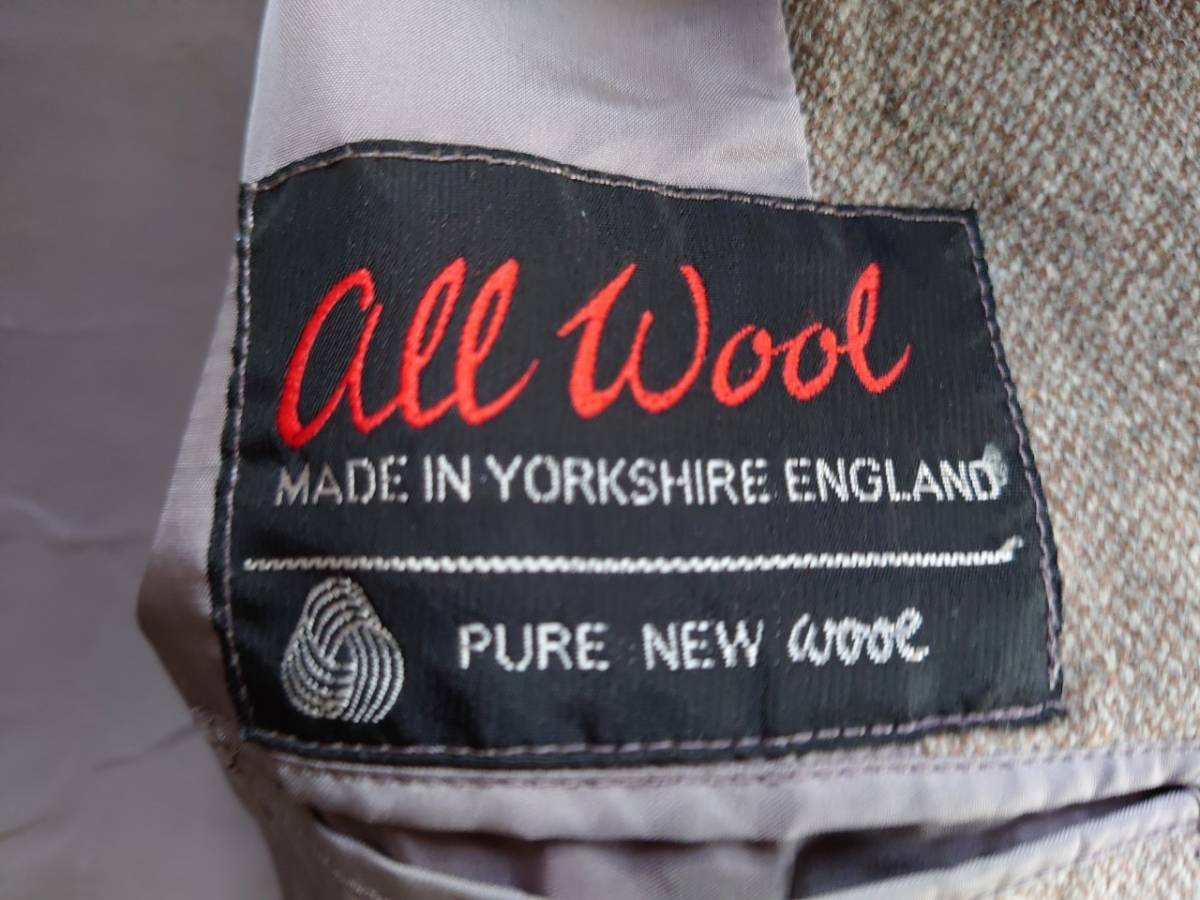 All Wool
MADE IN YORKSHIRE ENGLAND
PURE NEW wool